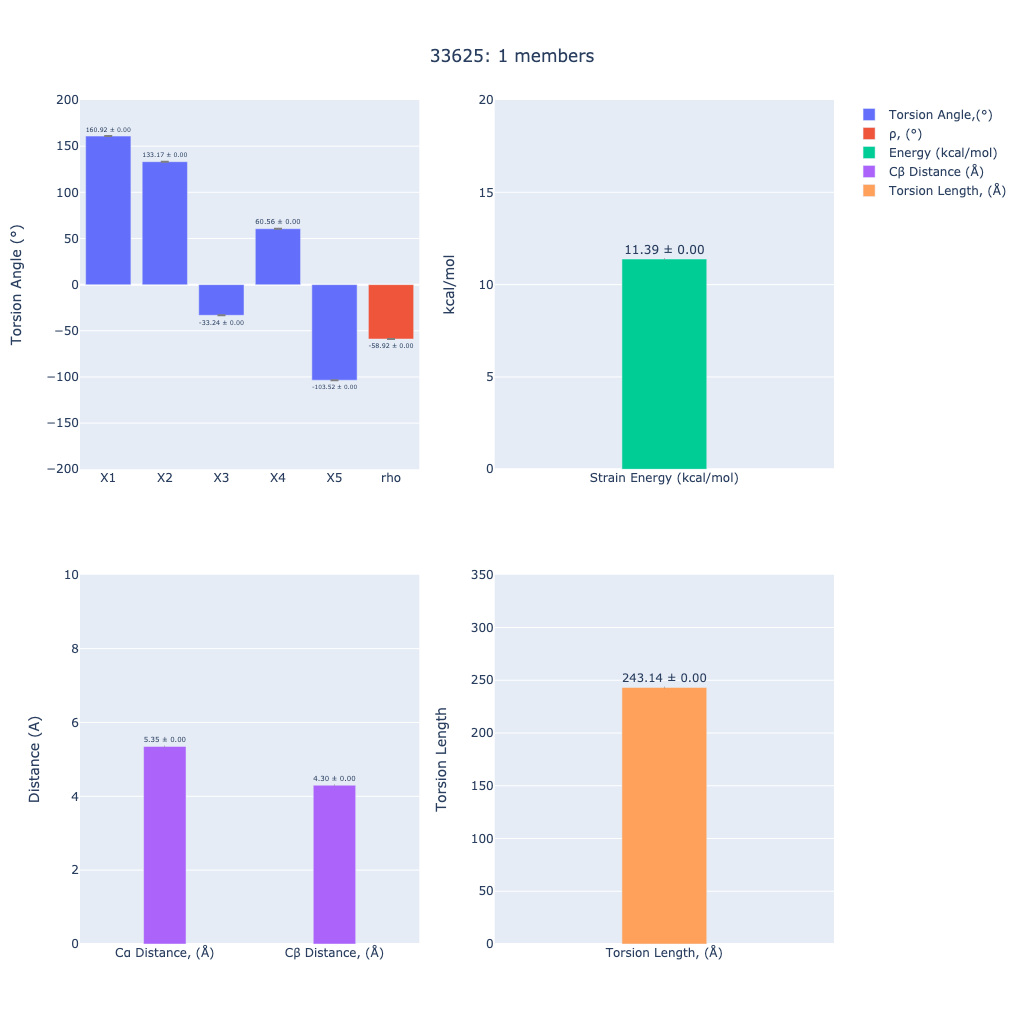 33625: 1 members
Torsion Angle (°)
200
150
100
50
0
−50
−100
−150
−200
160.92 ± 0.00
133.17 ± 0.00
-33.24 ± 0.00
60.56 ± 0.00
-103.52 ± 0.00
-58.92 ± 0.00
X1 X2 X3 X4 X5 rho
kcal/mol
20
15
10
5
0
11.39 ± 0.00
Strain Energy (kcal/mol)
Torsion Angle,(°)
ρ, (°)
Energy (kcal/mol)
Cβ Distance (Å)
Torsion Length, (Å)
Distance (A)
10
8
6
4
2
0
5.35 ± 0.00
4.30 ± 0.00
Cα Distance, (Å) Cβ Distance, (Å)
Torsion Length
350
300
250
200
150
100
50
0
243.14 ± 0.00
Torsion Length, (Å)